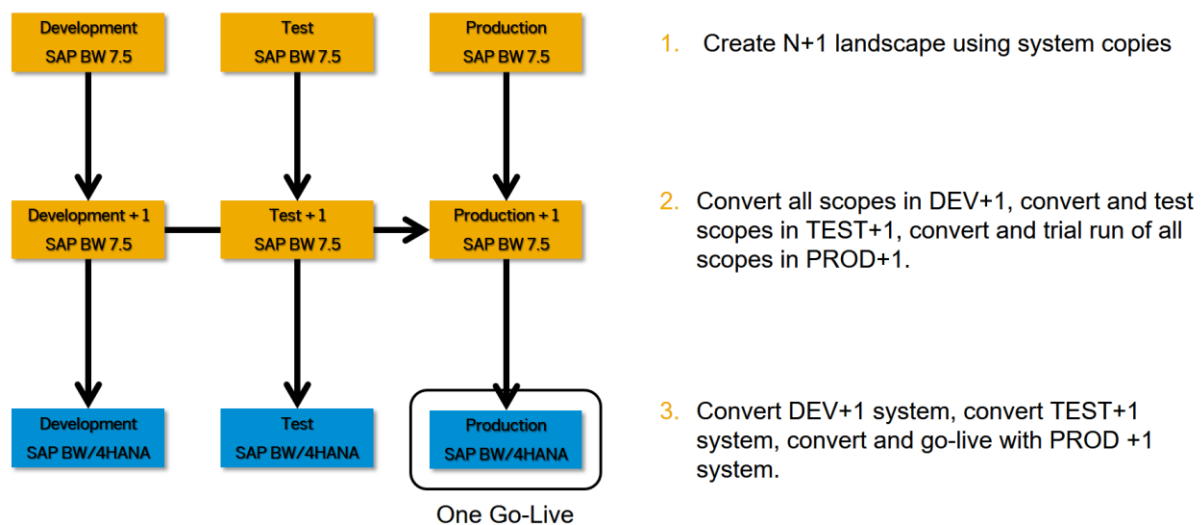 Development
SAP BW 7.5
Test
SAP BW 7.5
Production
SAP BW 7.5
1. Create N+1 landscape using system copies
Development + 1
SAP BW 7.5
Test + 1
SAP BW 7.5
Production + 1
SAP BW 7.5
2. Convert all scopes in DEV+1, convert and test
scopes in TEST+1, convert and trial run of all
scopes in PROD+1.
Development
SAP BW/4HANA
Test
SAP BW/4HANA
Production
SAP BW/4HANA
One Go-Live
3. Convert DEV+1 system, convert TEST+1
system, convert and go-live with PROD +1
system.